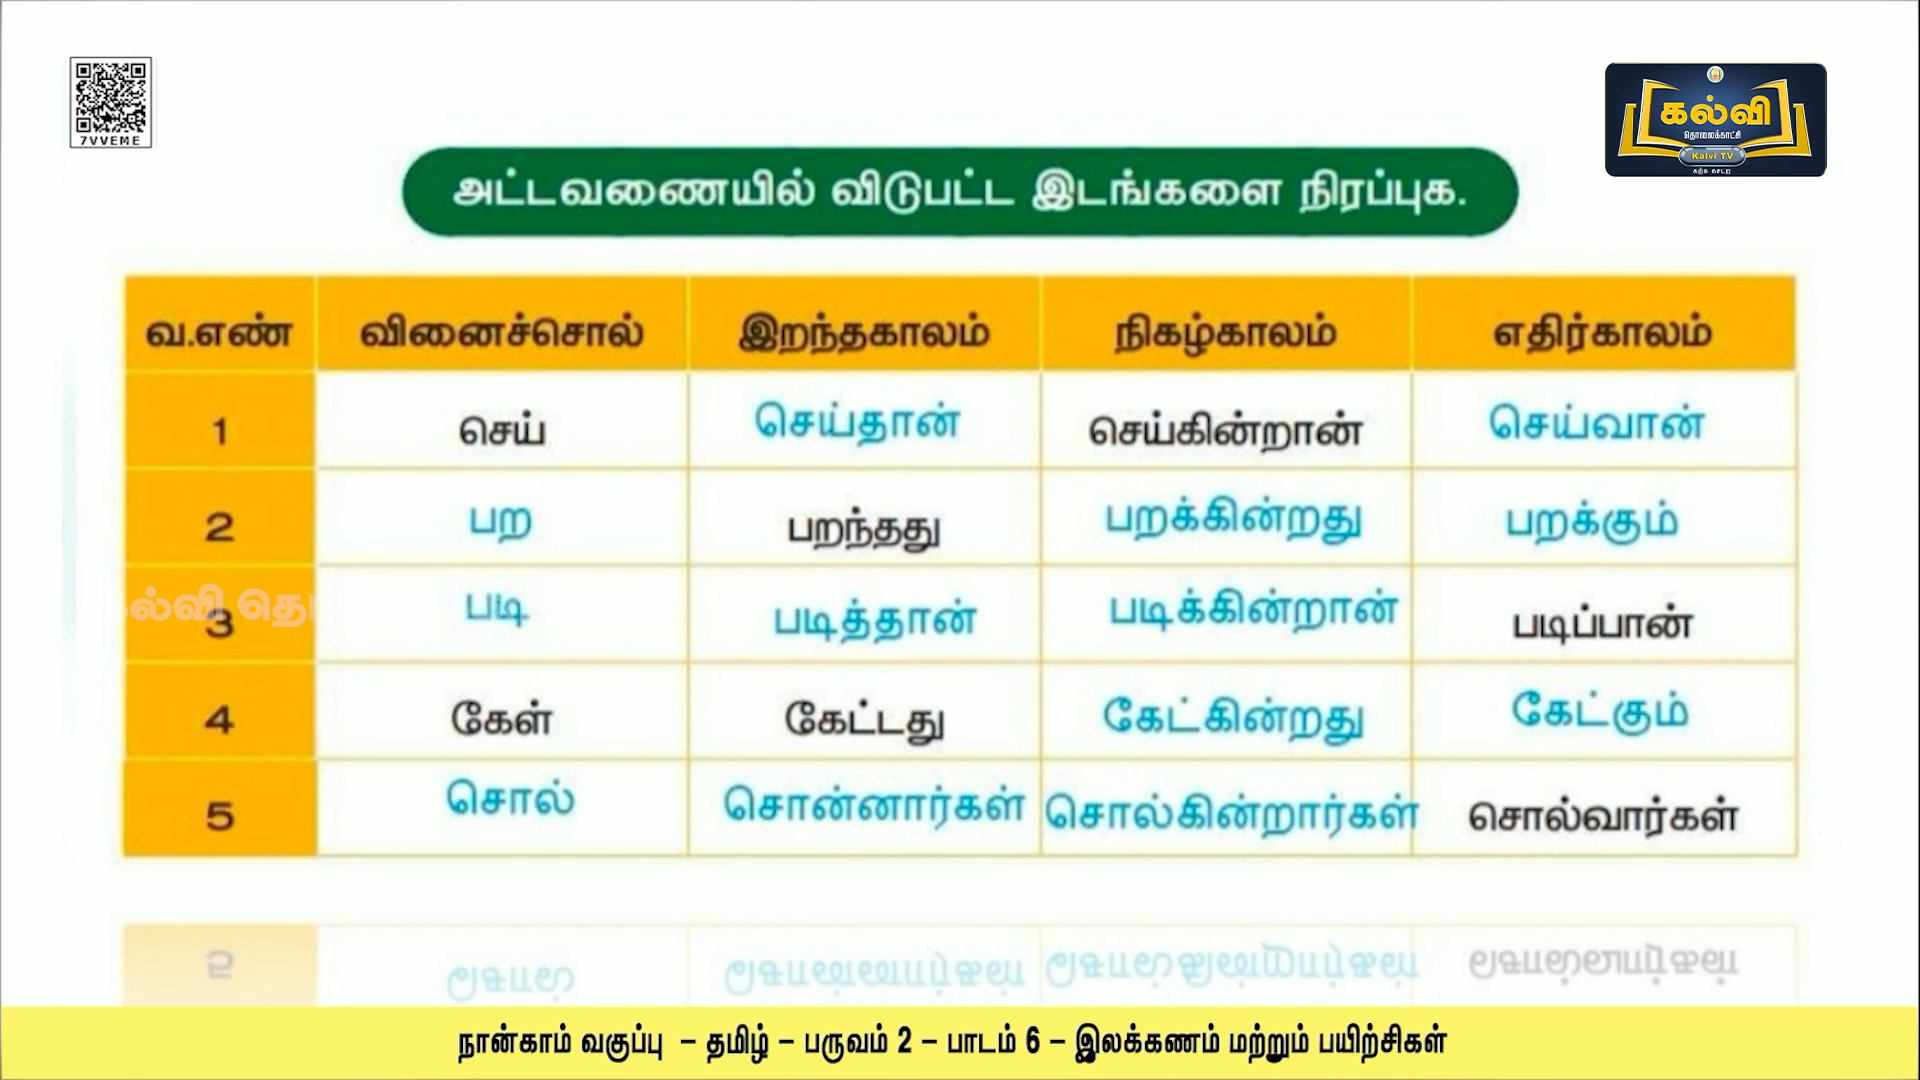 7VVEME
கல்வி
தொலைக்காட்சி
Kalvi TV
கற்க கசடற
அட்டவணையில் விடுபட்ட இடங்களை நிரப்புக.
வ.எண் வினைச்சொல் இறந்தகாலம் நிகழ்காலம் எதிர்காலம்
1 செய் செய்தான் செய்கின்றான் செய்வான்
2 பற பறந்தது பறக்கின்றது பறக்கும்
3 படி படித்தான் படிக்கின்றான் படிப்பான்
4 கேள் கேட்டது கேட்கின்றது கேட்கும்
5 சொல் சொன்னார்கள் சொல்கின்றார்கள் சொல்வார்கள்
நான்காம் வகுப்பு – தமிழ் – பருவம் 2 – பாடம் 6 – இலக்கணம் மற்றும் பயிற்சிகள்